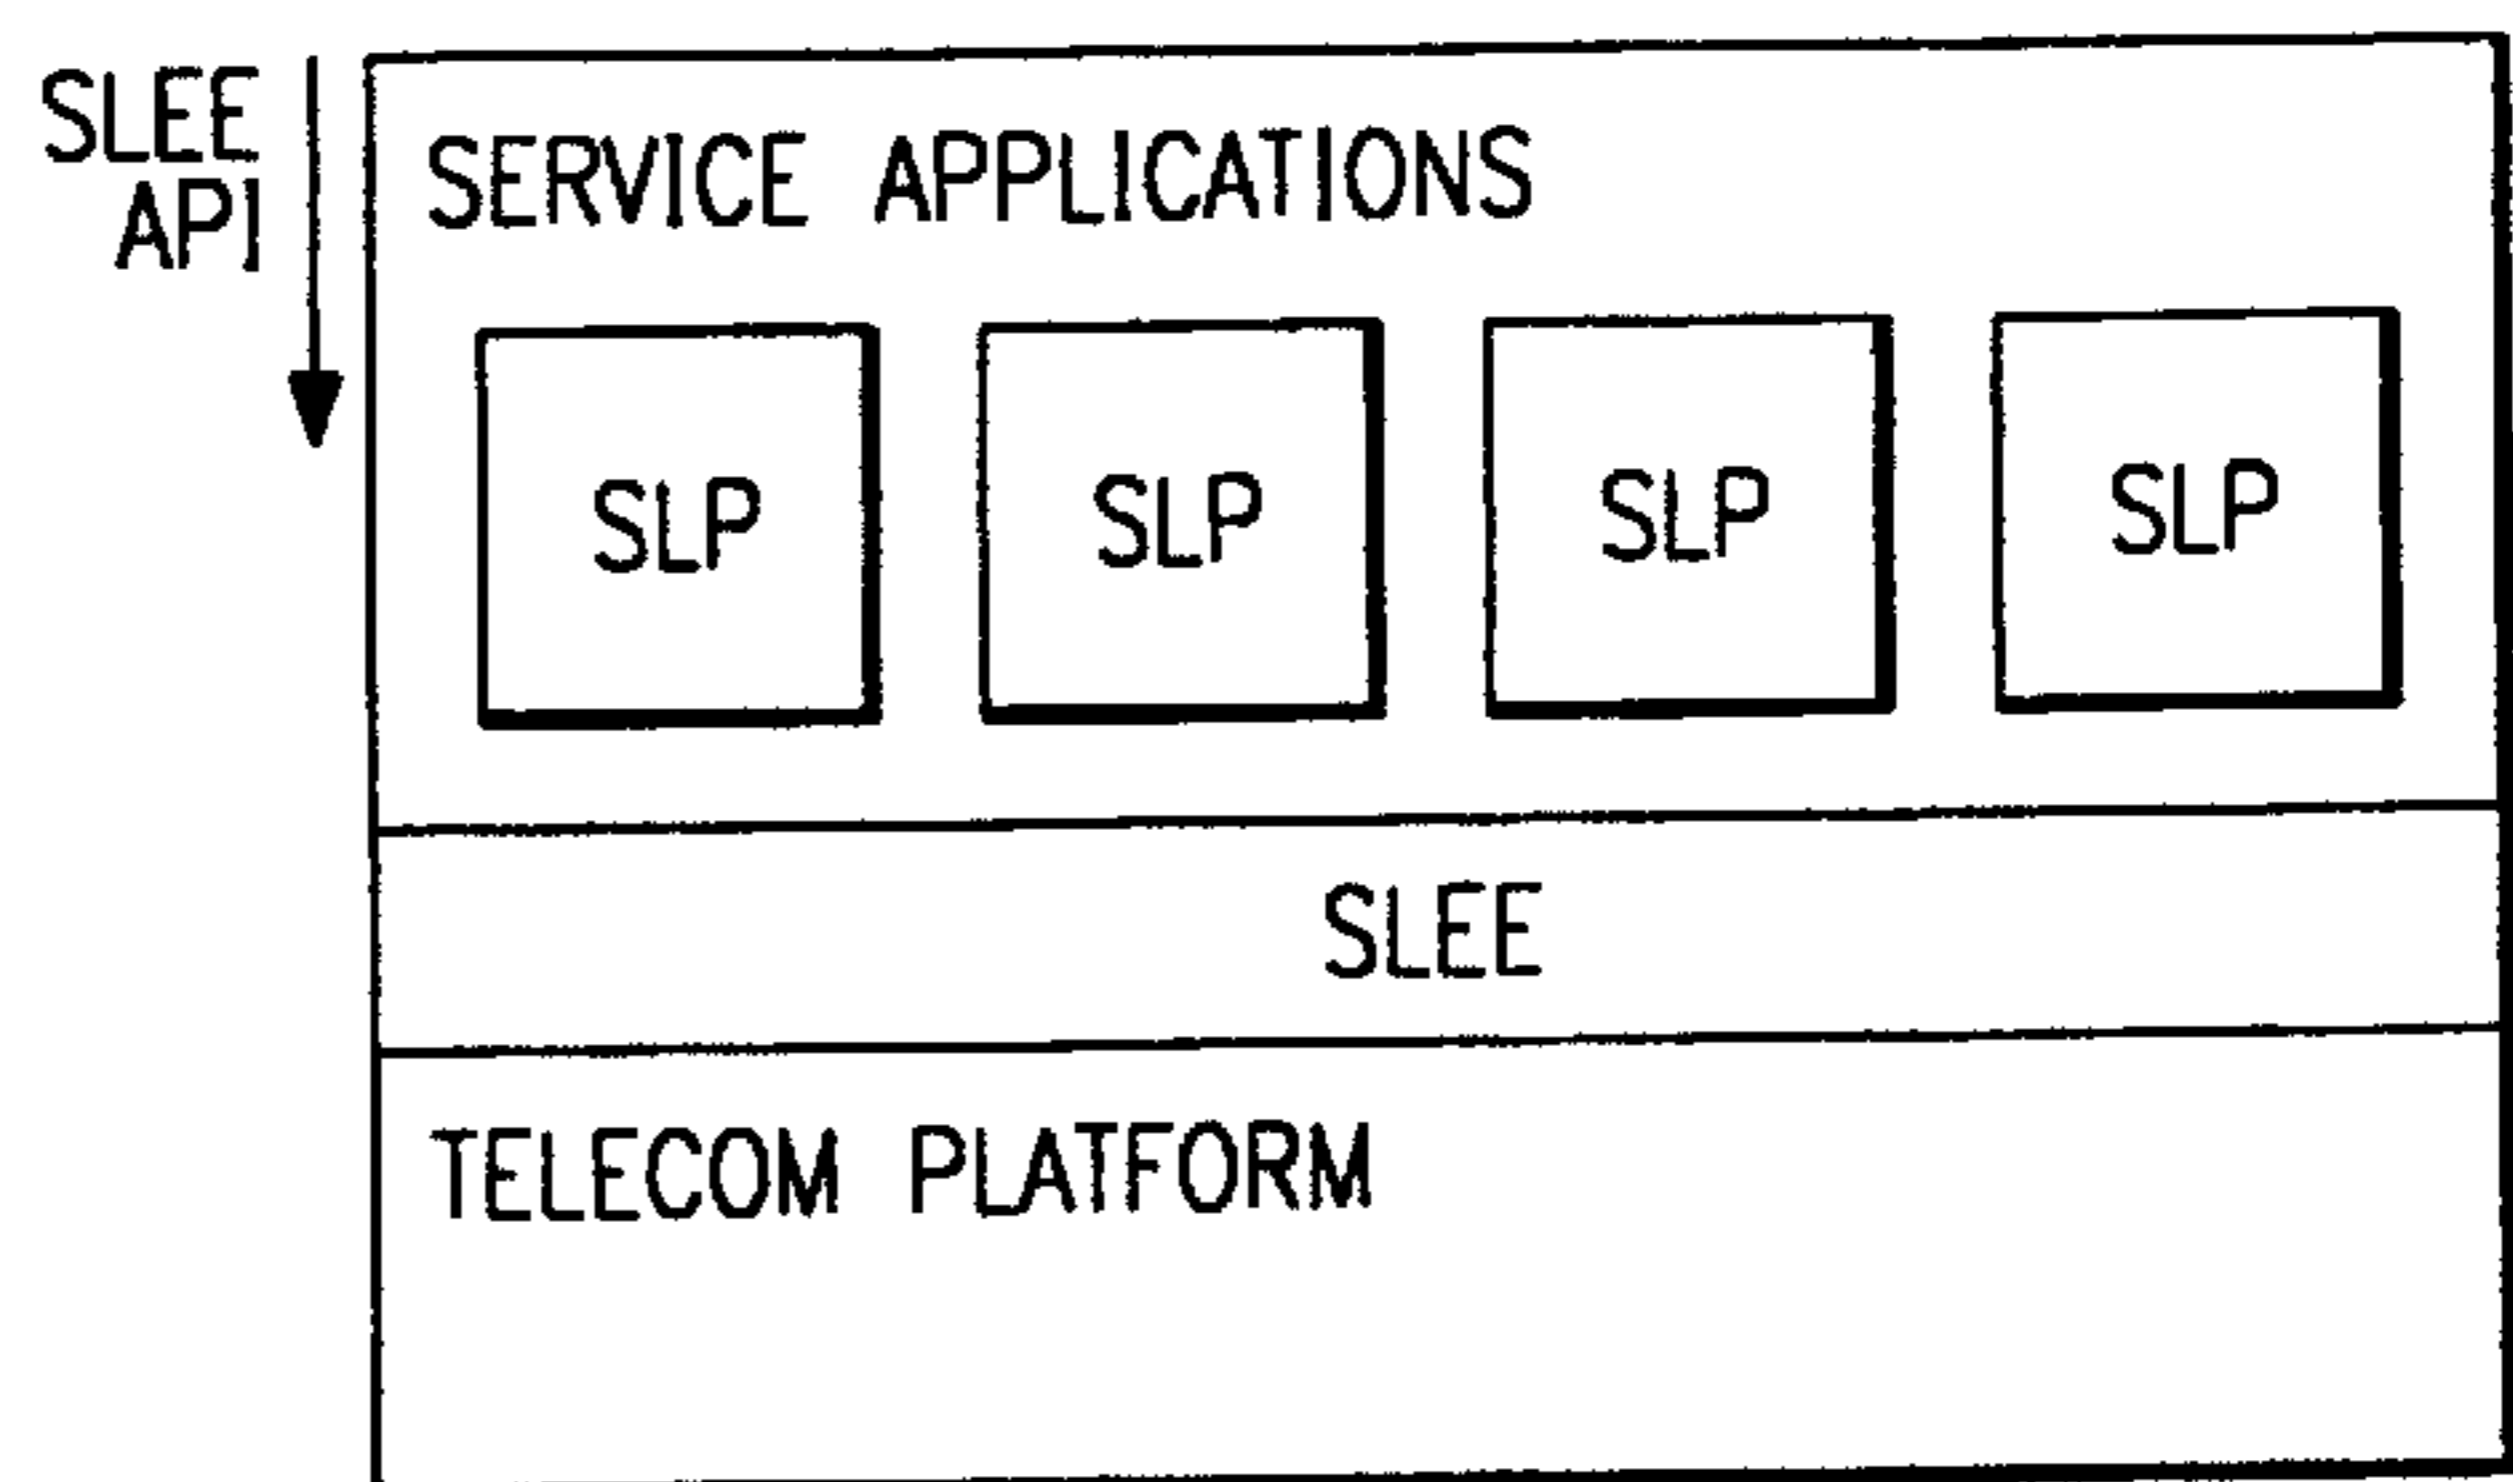 SLEE
API
SERVICE APPLICATIONS
SLP SLP SLP SLP
SLEE
TELECOM PLATFORM